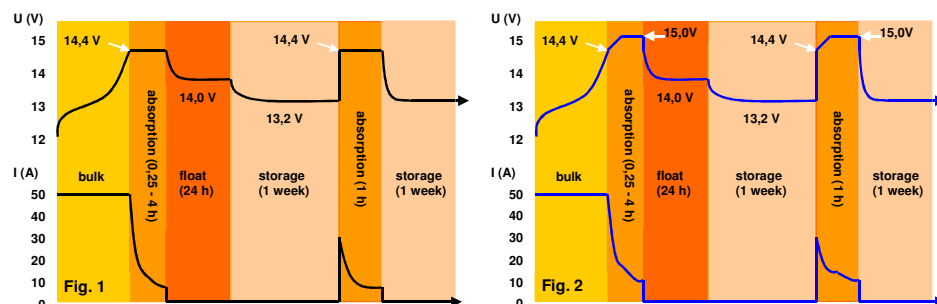 U (V)
15
14
13
12
I (A)
50
40
30
20
10
0
14,4 V
14,0 V
13,2 V
14,4 V
bulk
absorption (0,25 - 4 h)
float
(24 h)
storage
(1 week)
absorption (1 h)
storage
(1 week)
Fig. 1
U (V)
15
14
13
12
I (A)
50
40
30
20
10
0
14,4 V
15,0V
14,0 V
13,2 V
14,4 V
15,0V
bulk
absorption (0,25 - 4 h)
float
(24 h)
storage
(1 week)
absorption (1 h)
storage
(1 week)
Fig. 2